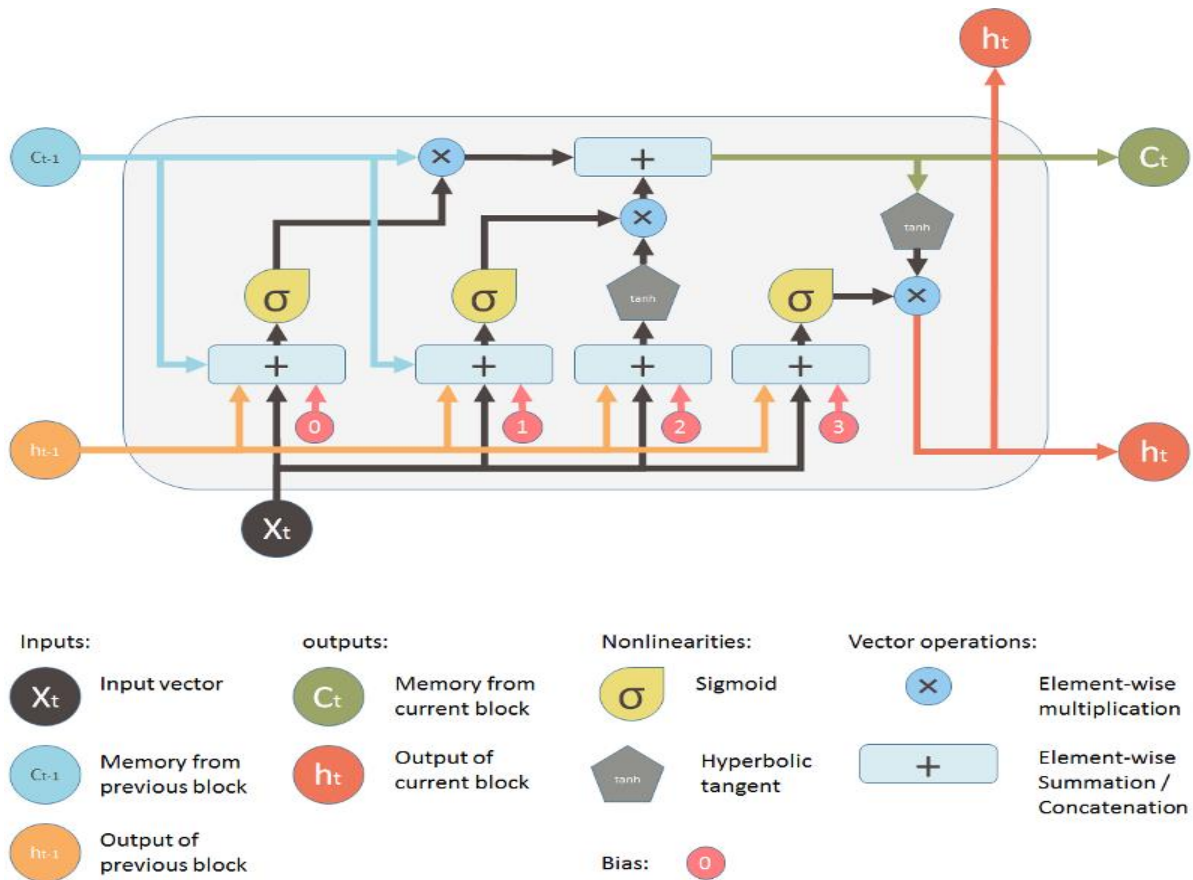 ht
Ct-1
×
+
Ct
×
tanh
σ
σ
tanh
σ
×
+
+
+
+
0
1
2
3
ht-1
ht
Xt
Inputs:
outputs:
Nonlinearities:
Vector operations:
Xt
Input vector
Ct
Memory from
current block
σ
Sigmoid
×
Element-wise
multiplication
Ct-1
Memory from
previous block
ht
Output of
current block
tanh
Hyperbolic
tangent
+
Element-wise
Summation /
Concatenation
ht-1
Output of
previous block
Bias:
0